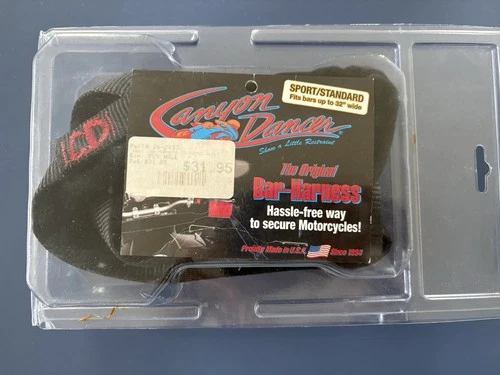 SPORT/STANDARD
Fits bars up to 32" wide
Canyon
Dancer
Show a Little Restraint
CD
$31.95
The Original
Bar-Harness
Hassle-free way
to secure Motorcycles!
Proudly Made in U.S.A. Since 1994